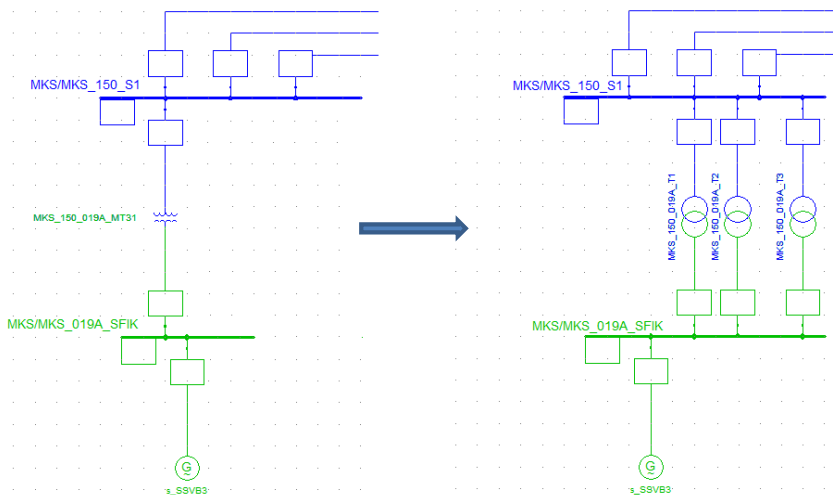 MKS/MKS_150_S1
MKS_150_019A_MT31
MKS/MKS_019A_SFIK
G
~
s_SSVB3
MKS/MKS_150_S1
MKS_150_019A_T1
MKS_150_019A_T2
MKS_150_019A_T3
MKS/MKS_019A_SFIK
G
~
s_SSVB3